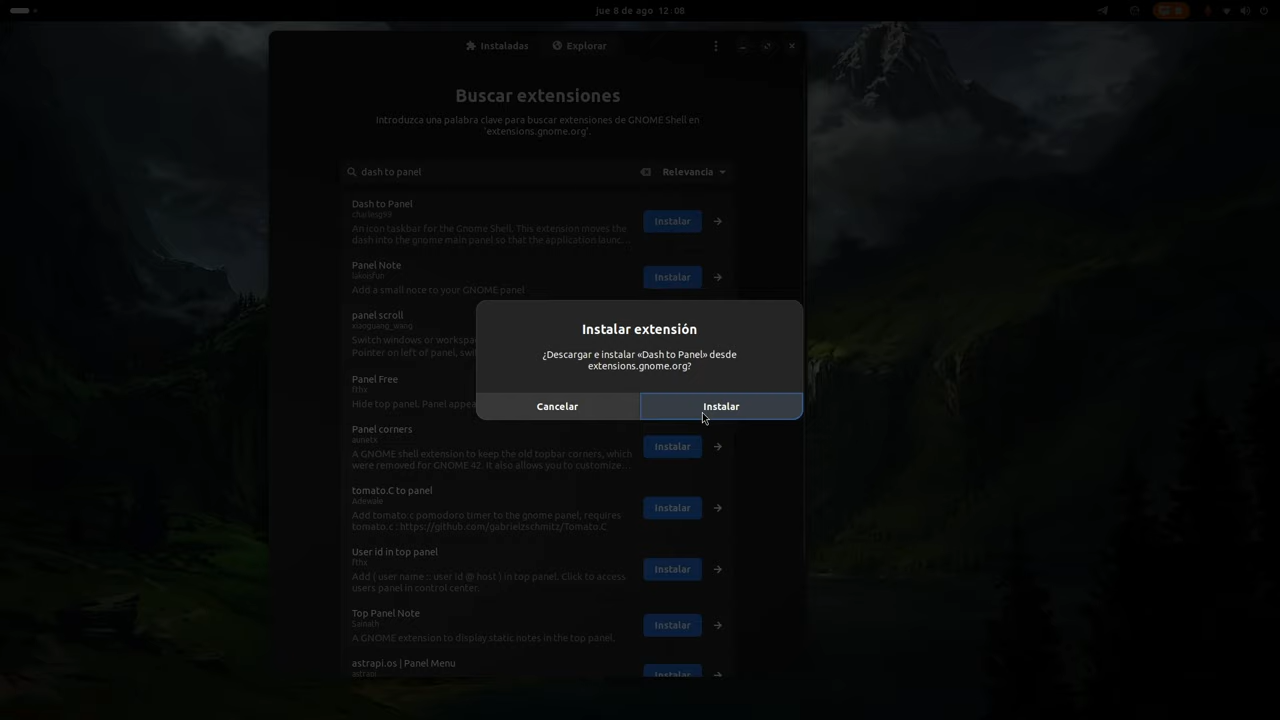 jue 8 de ago 12:08
Instaladas
Explorar
Buscar extensiones
Introduzca una palabra clave para buscar extensiones de GNOME Shell en
'extensions.gnome.org'.
dash to panel
Relevancia
Dash to Panel
charlesg99
An icon taskbar for the Gnome Shell. This extension moves the
dash into the gnome main panel so that the application launc...
Instalar
Panel Note
Add a small note to your GNOME panel
Instalar
panel scroll
xiaoguang_wang
Switch windows or workspa
Pointer on left of panel, swi
Panel Free
fthx
Hide top panel. Panel appea
Instalar extensión
¿Descargar e instalar «Dash to Panel» desde
extensions.gnome.org?
Cancelar
Instalar
Panel corners
aunetx
A GNOME shell extension to keep the old topbar corners, which
were removed for GNOME 42. It also allows you to customize...
Instalar
tomato.C to panel
Adewale
Add tomato.c pomodoro timer to the gnome panel, requires
tomato.c : https://github.com/gabrielzschmitz/Tomato.C
Instalar
User id in top panel
fthx
Add ( user name :: user id @ host ) in top panel. Click to access
users panel in control center.
Instalar
Top Panel Note
Sainath
A GNOME extension to display static notes in the top panel.
Instalar
astrapi.os | Panel Menu
astrapi
Instalar